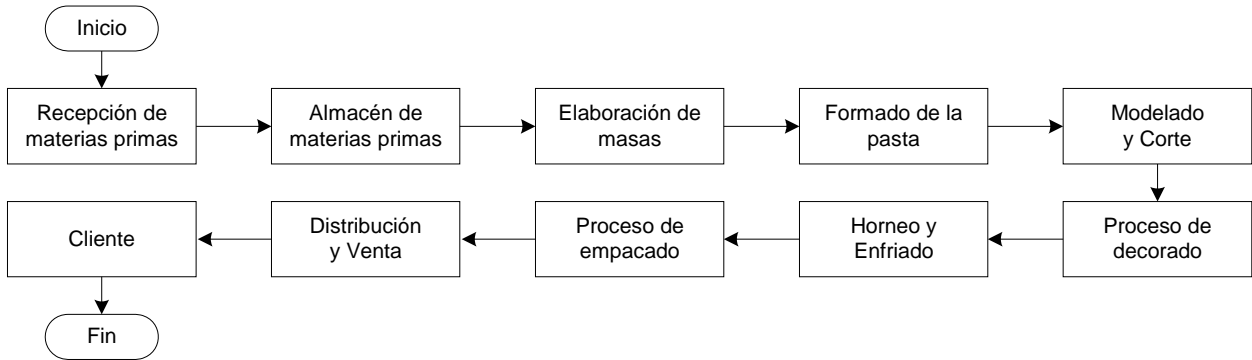 Inicio
Recepción de
materias primas
Almacén de
materias primas
Elaboración de
masas
Formado de la
pasta
Modelado
y Corte
Proceso de
decorado
Horneo y
Enfriado
Proceso de
empacado
Distribución
y Venta
Cliente
Fin